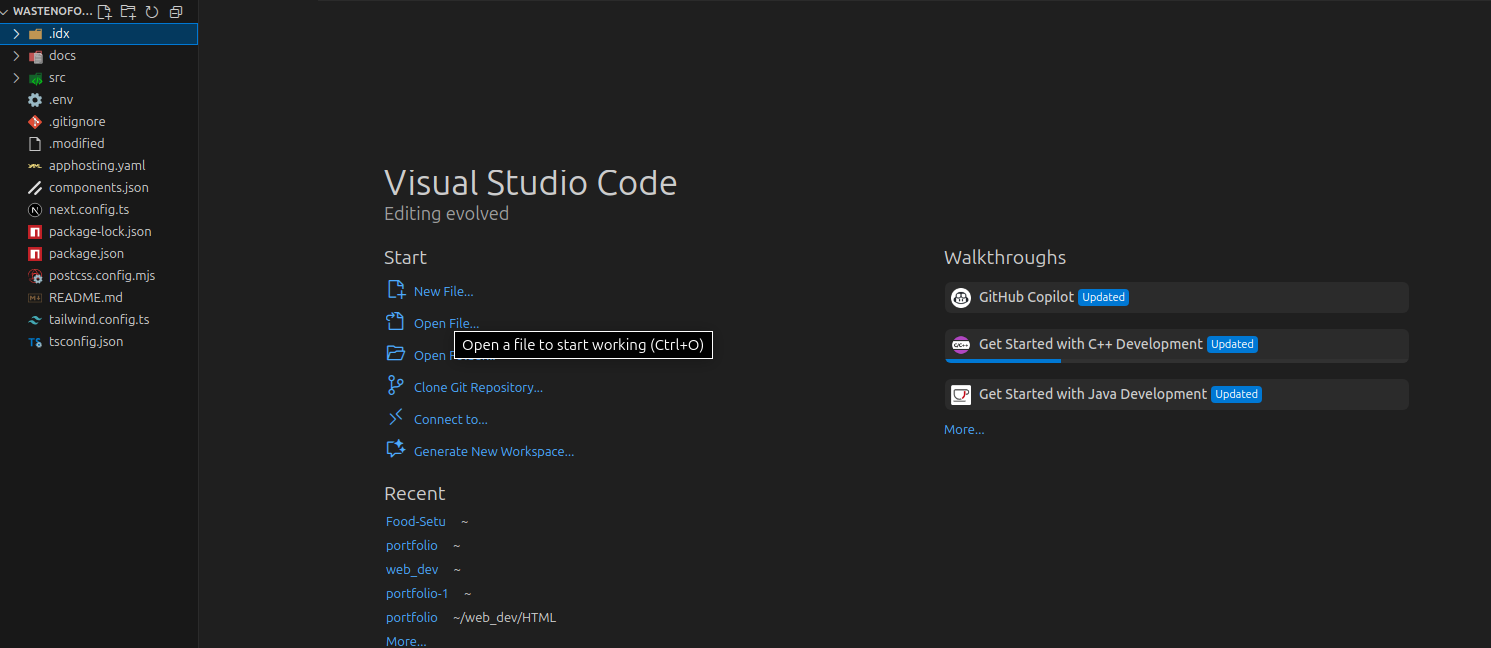 WASTENOFO...
.idx
docs
src
.env
.gitignore
.modified
apphosting.yaml
components.json
next.config.ts
package-lock.json
package.json
postcss.config.mjs
README.md
tailwind.config.ts
tsconfig.json
Visual Studio Code
Editing evolved
Start
New File...
Open File...
Open a file to start working (Ctrl+O)
Open
Clone Git Repository...
Connect to...
Generate New Workspace...
Recent
Food-Setu ~
portfolio ~
web_dev ~
portfolio-1 ~
portfolio ~/web_dev/HTML
More...
Walkthroughs
GitHub Copilot Updated
Get Started with C++ Development Updated
Get Started with Java Development Updated
More...